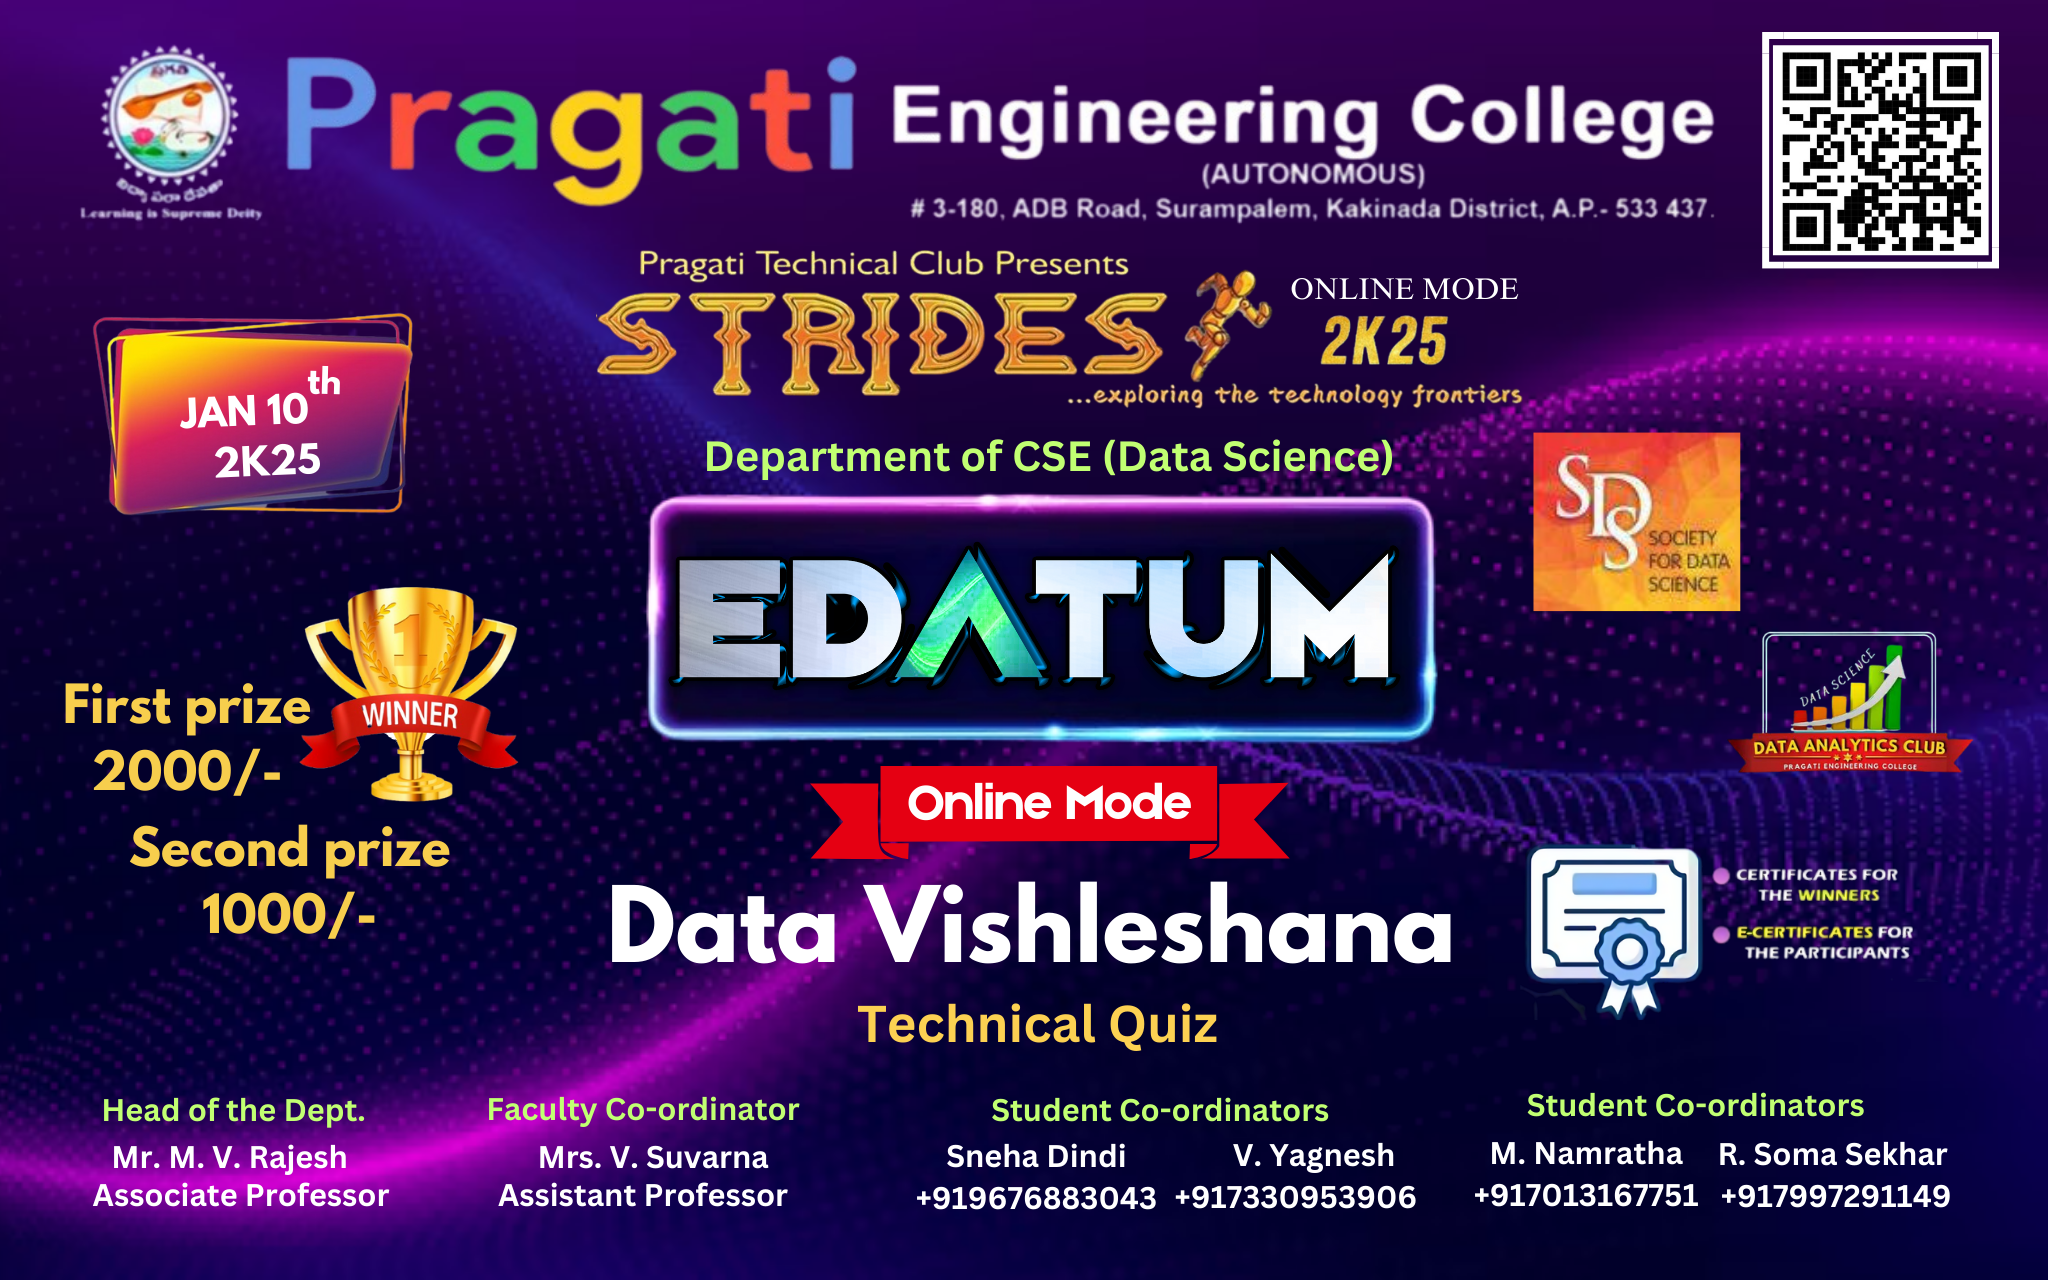 Pragati Engineering College
(AUTONOMOUS)
# 3-180, ADB Road, Surampalem, Kakinada District, A.P.- 533 437.
ప్రగతి
విద్యా పరా దేవతా
Learning is Supreme Deity
Pragati Technical Club Presents
STRIDES
ONLINE MODE
2K25
...exploring the technology frontiers
JAN 10th
2K25
Department of CSE (Data Science)
EDATUM
SDS
SOCIETY
FOR DATA
SCIENCE
DATA SCIENCE
DATA ANALYTICS CLUB
PRAGATI ENGINEERING COLLEGE
1
WINNER
First prize
2000/-
Second prize
1000/-
Online Mode
Data Vishleshana
Technical Quiz
CERTIFICATES FOR
THE WINNERS
E-CERTIFICATES FOR
THE PARTICIPANTS
Head of the Dept.
Mr. M. V. Rajesh
Associate Professor
Faculty Co-ordinator
Mrs. V. Suvarna
Assistant Professor
Student Co-ordinators
Sneha Dindi V. Yagnesh
+919676883043 +917330953906
Student Co-ordinators
M. Namratha R. Soma Sekhar
+917013167751 +917997291149